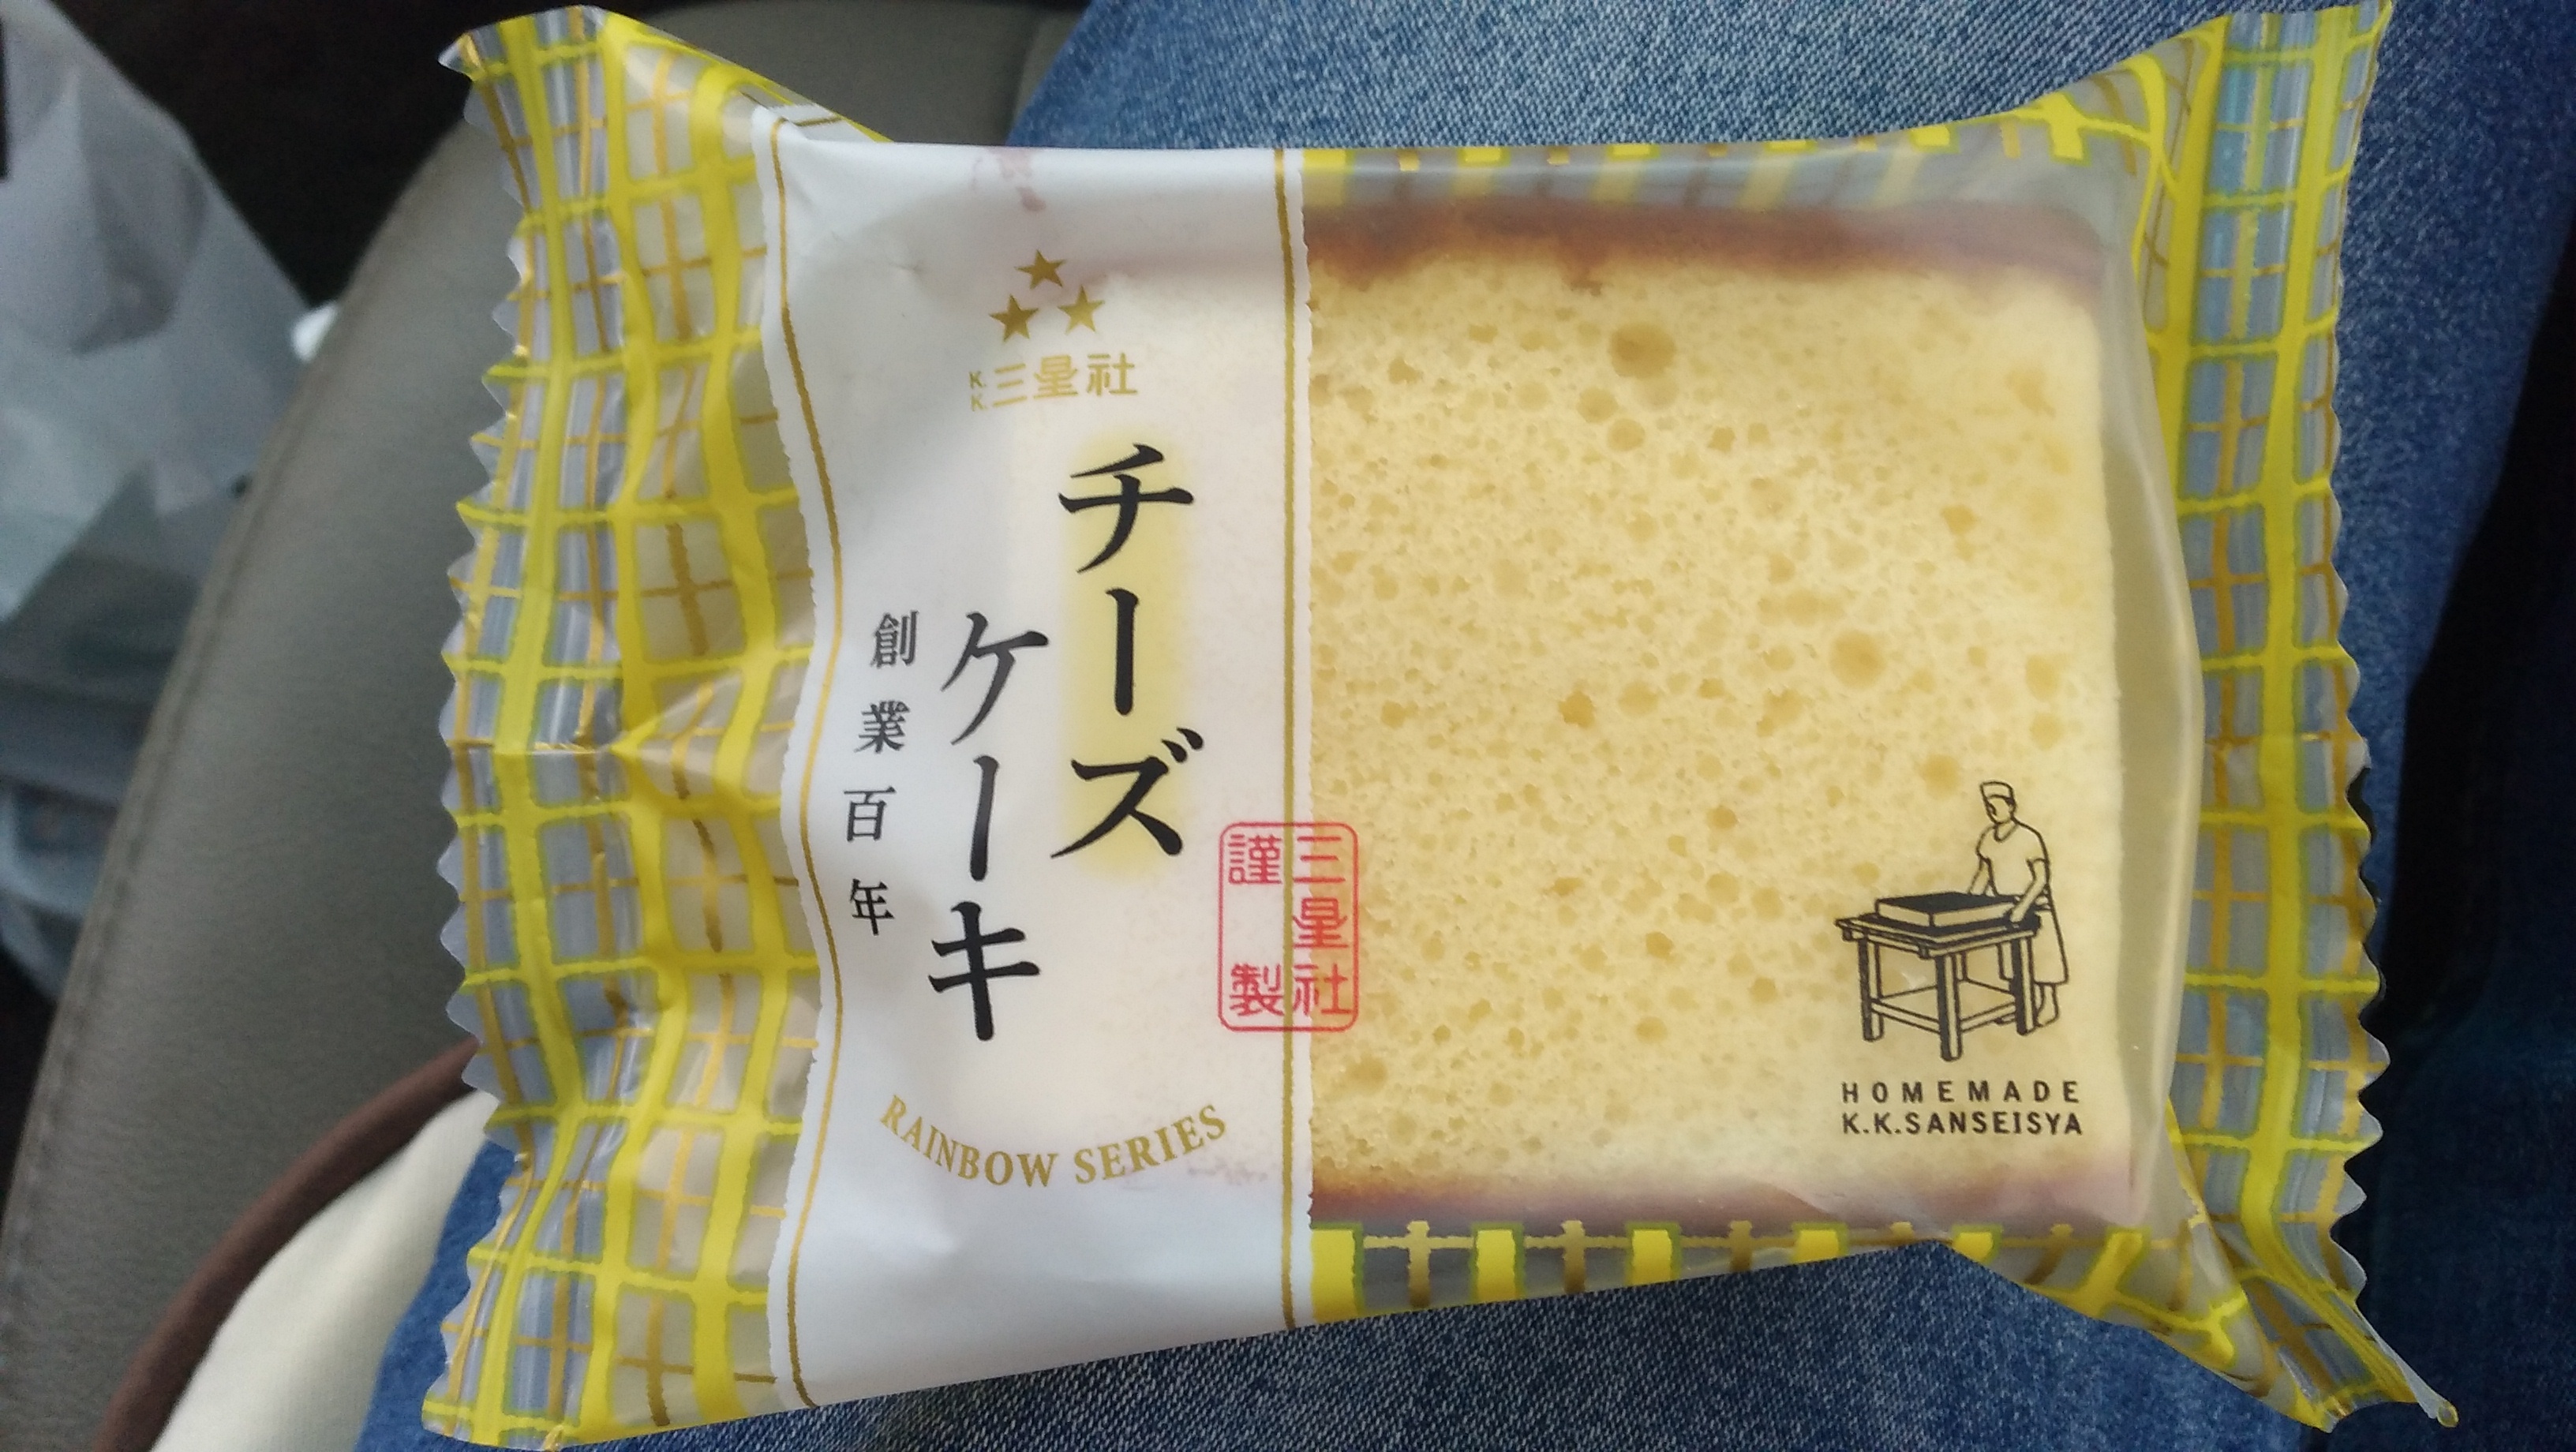 K.K.三星社
チーズ
ケーキ
創業百年
三星社
謹製
RAINBOW SERIES
HOMEMADE
K.K.SANSEISYA